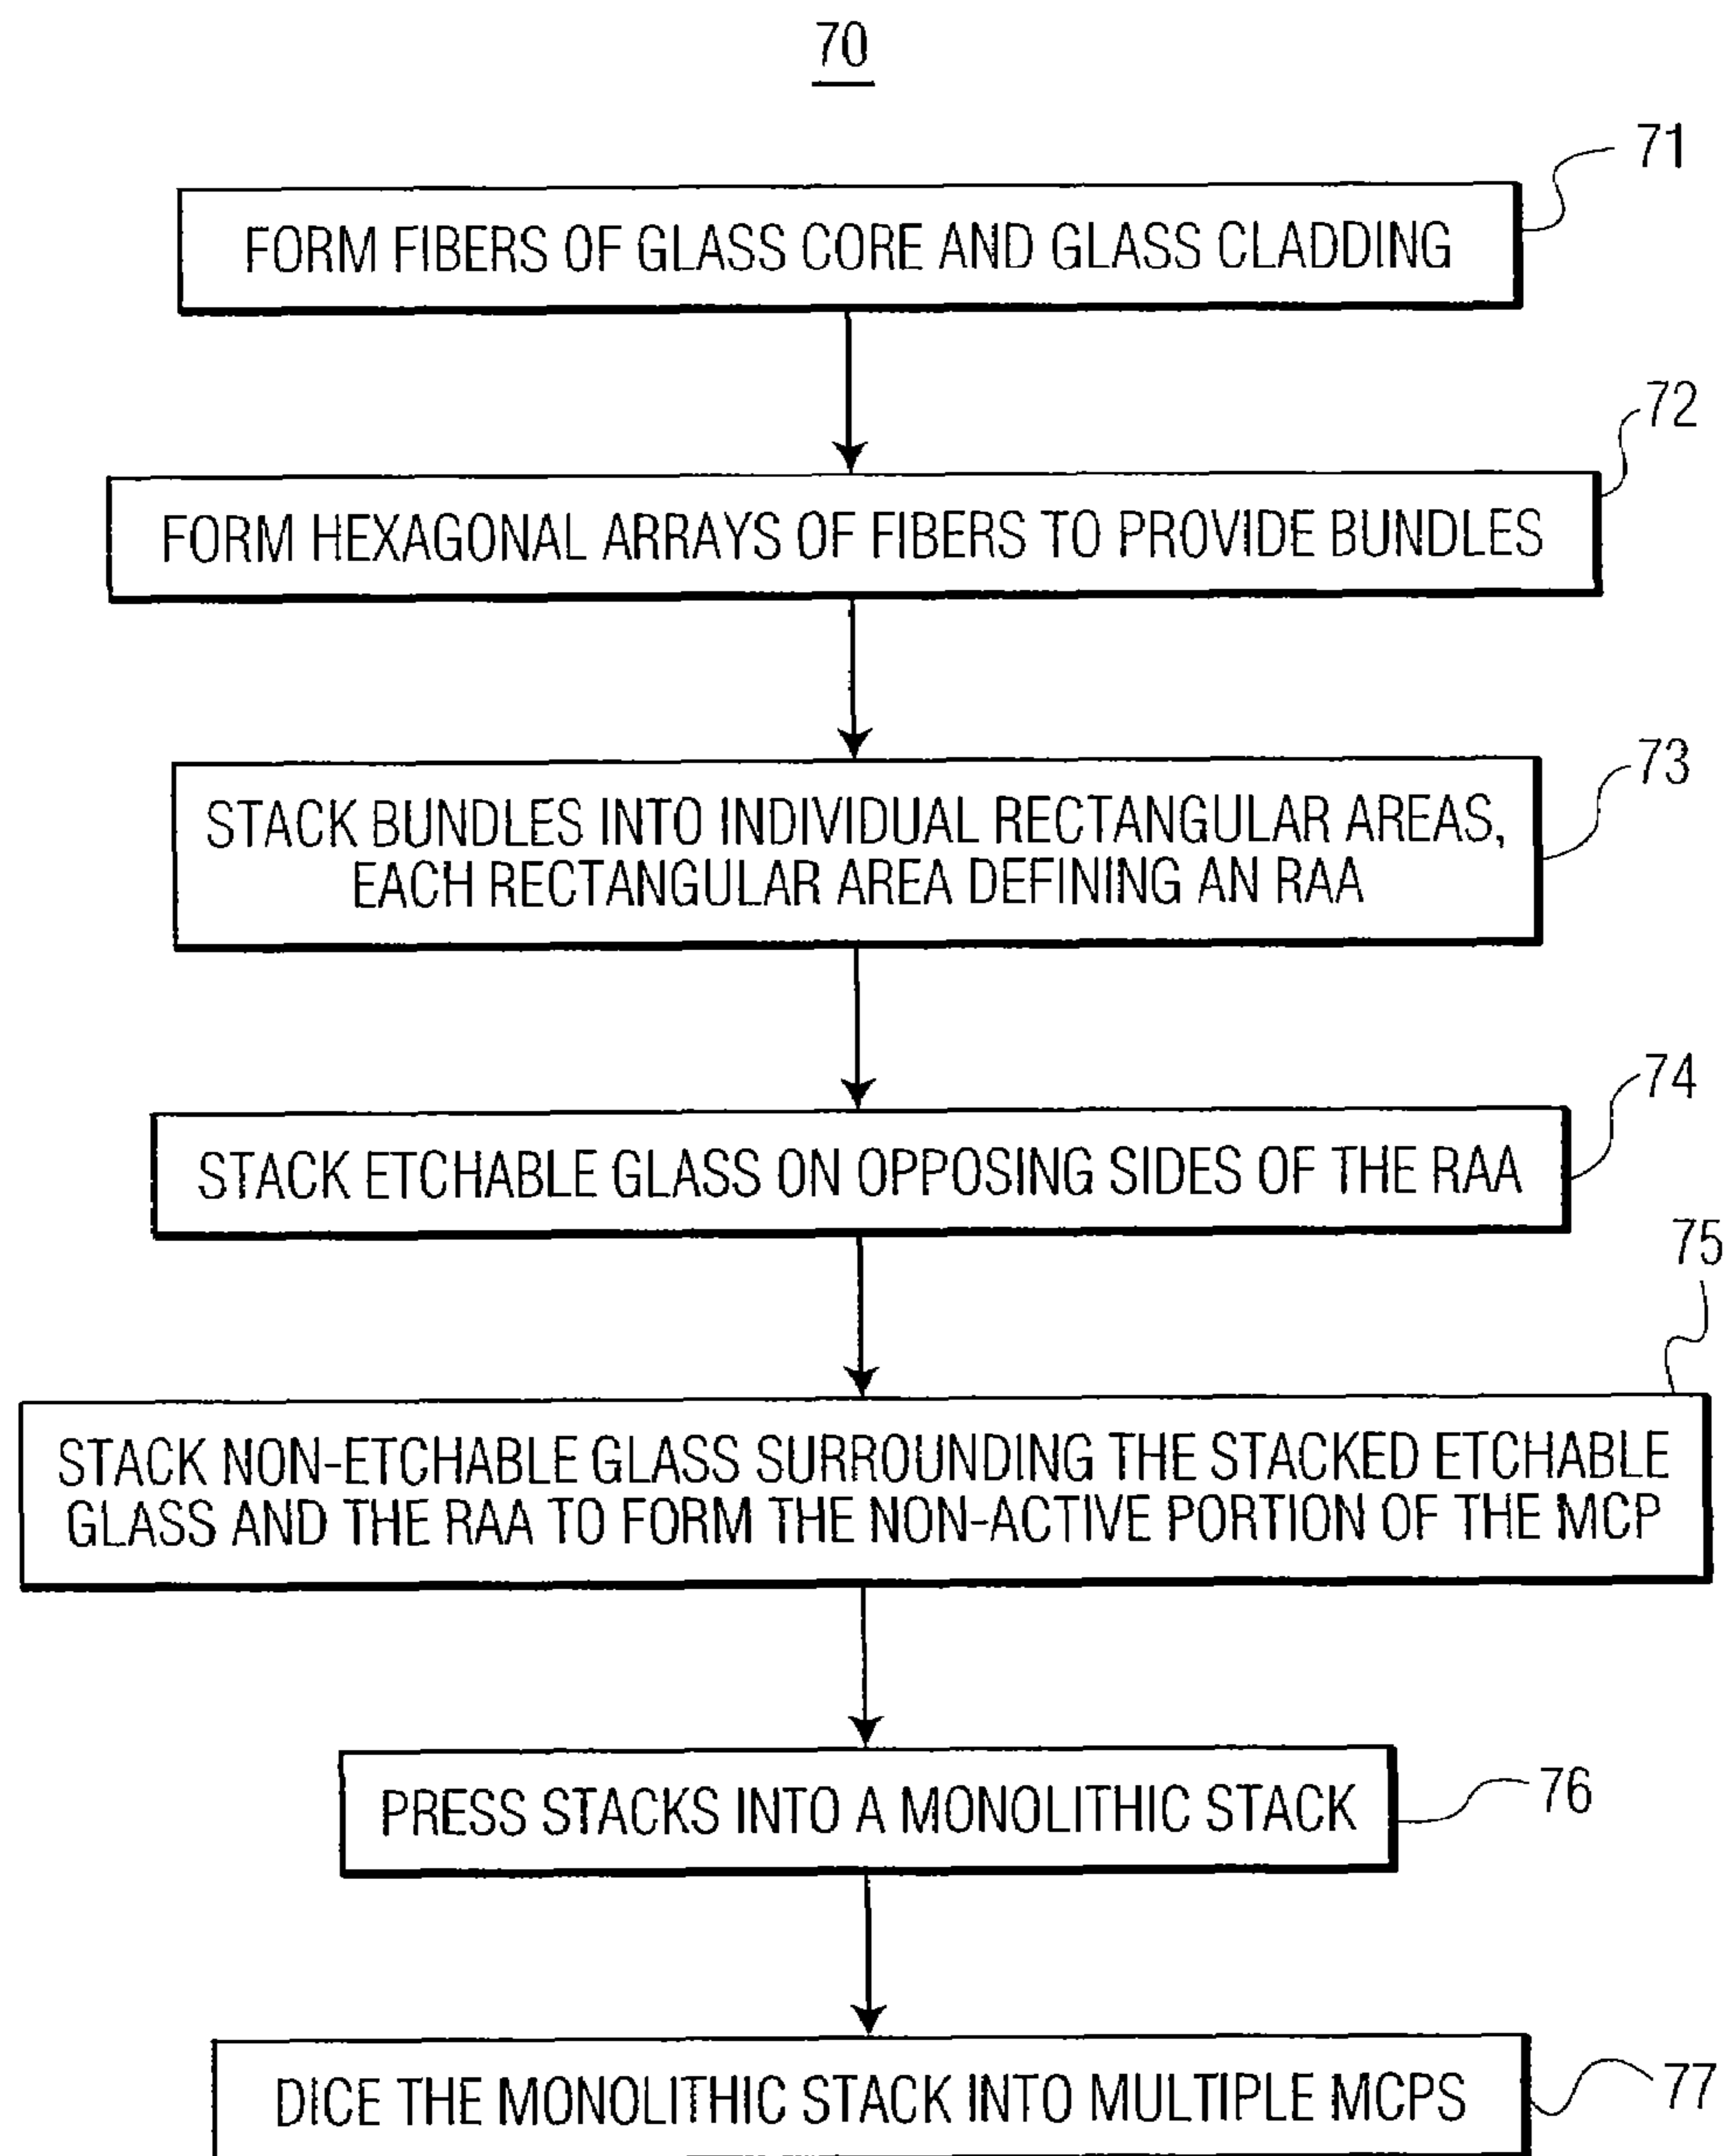 70
71
FORM FIBERS OF GLASS CORE AND GLASS CLADDING
72
FORM HEXAGONAL ARRAYS OF FIBERS TO PROVIDE BUNDLES
73
STACK BUNDLES INTO INDIVIDUAL RECTANGULAR AREAS,
EACH RECTANGULAR AREA DEFINING AN RAA
74
STACK ETCHABLE GLASS ON OPPOSING SIDES OF THE RAA
75
STACK NON-ETCHABLE GLASS SURROUNDING THE STACKED ETCHABLE
GLASS AND THE RAA TO FORM THE NON-ACTIVE PORTION OF THE MCP
76
PRESS STACKS INTO A MONOLITHIC STACK
77
DICE THE MONOLITHIC STACK INTO MULTIPLE MCPS